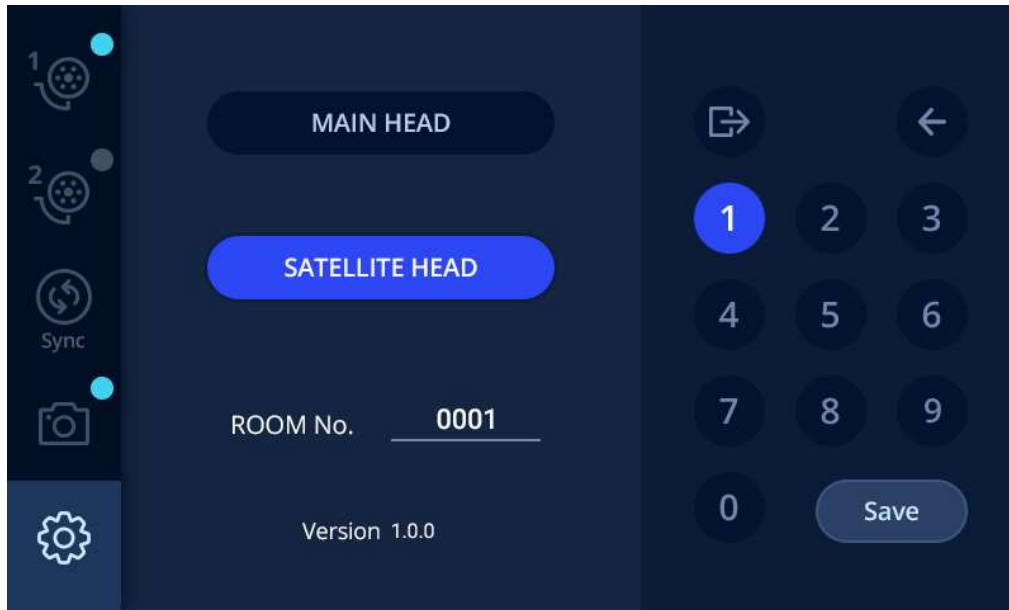 1
2
Sync
MAIN HEAD
SATELLITE HEAD
ROOM No. 0001
Version 1.0.0
1 2 3
4 5 6
7 8 9
0 Save